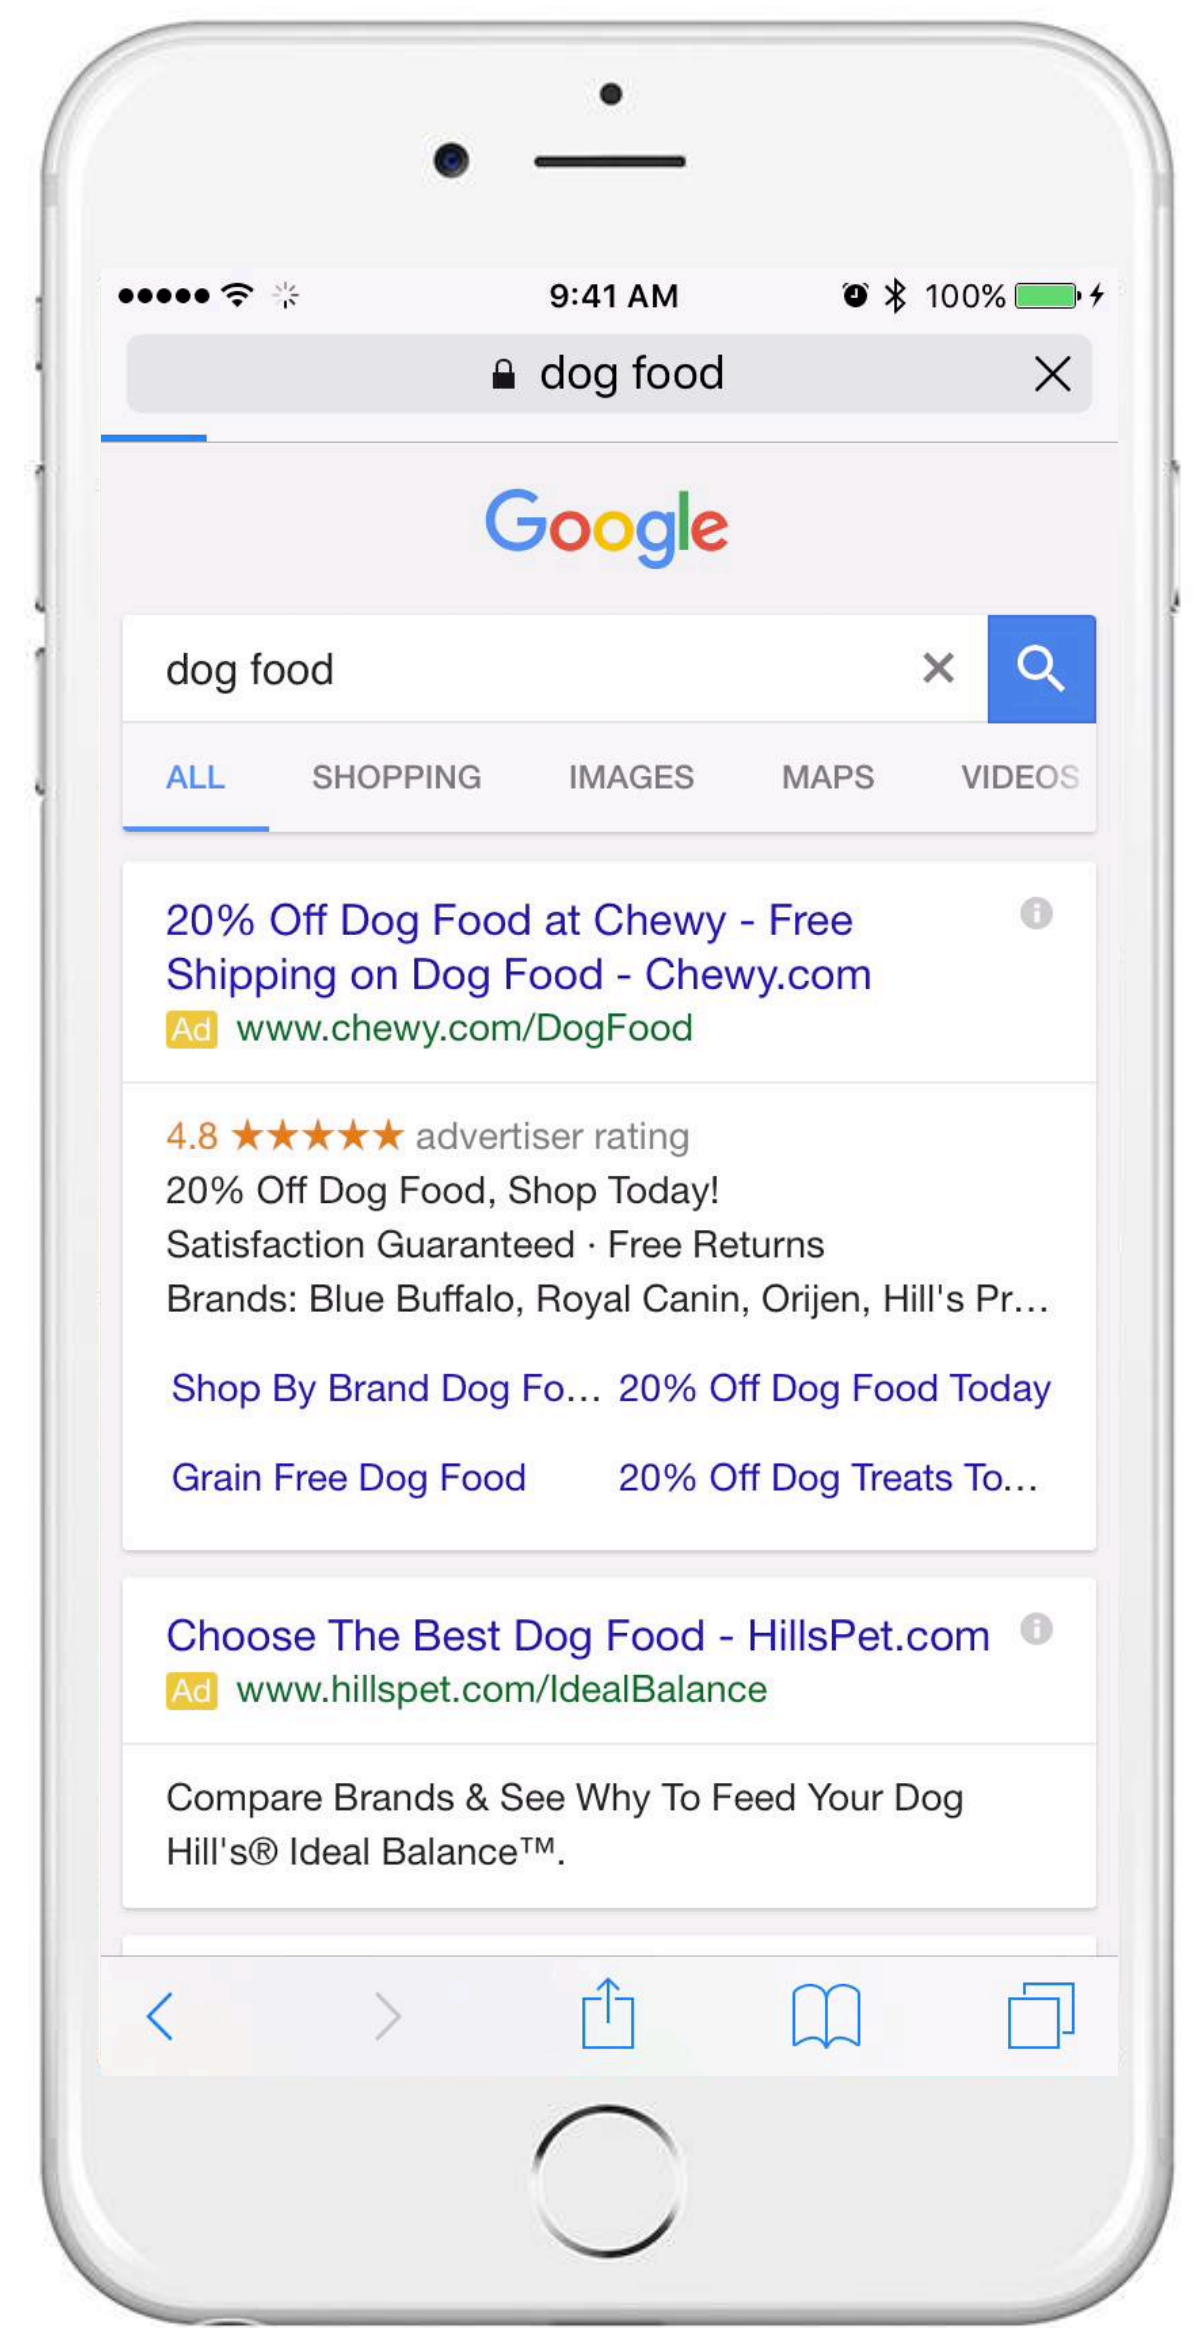 9:41 AM
100%
dog food
Google
dog food
ALL SHOPPING IMAGES MAPS VIDEOS
20% Off Dog Food at Chewy - Free
Shipping on Dog Food - Chewy.com
Ad www.chewy.com/DogFood
4.8 ★★★★★ advertiser rating
20% Off Dog Food, Shop Today!
Satisfaction Guaranteed · Free Returns
Brands: Blue Buffalo, Royal Canin, Orijen, Hill's Pr...
Shop By Brand Dog Fo... 20% Off Dog Food Today
Grain Free Dog Food 20% Off Dog Treats To...
Choose The Best Dog Food - HillsPet.com
Ad www.hillspet.com/IdealBalance
Compare Brands & See Why To Feed Your Dog
Hill's® Ideal Balance™.